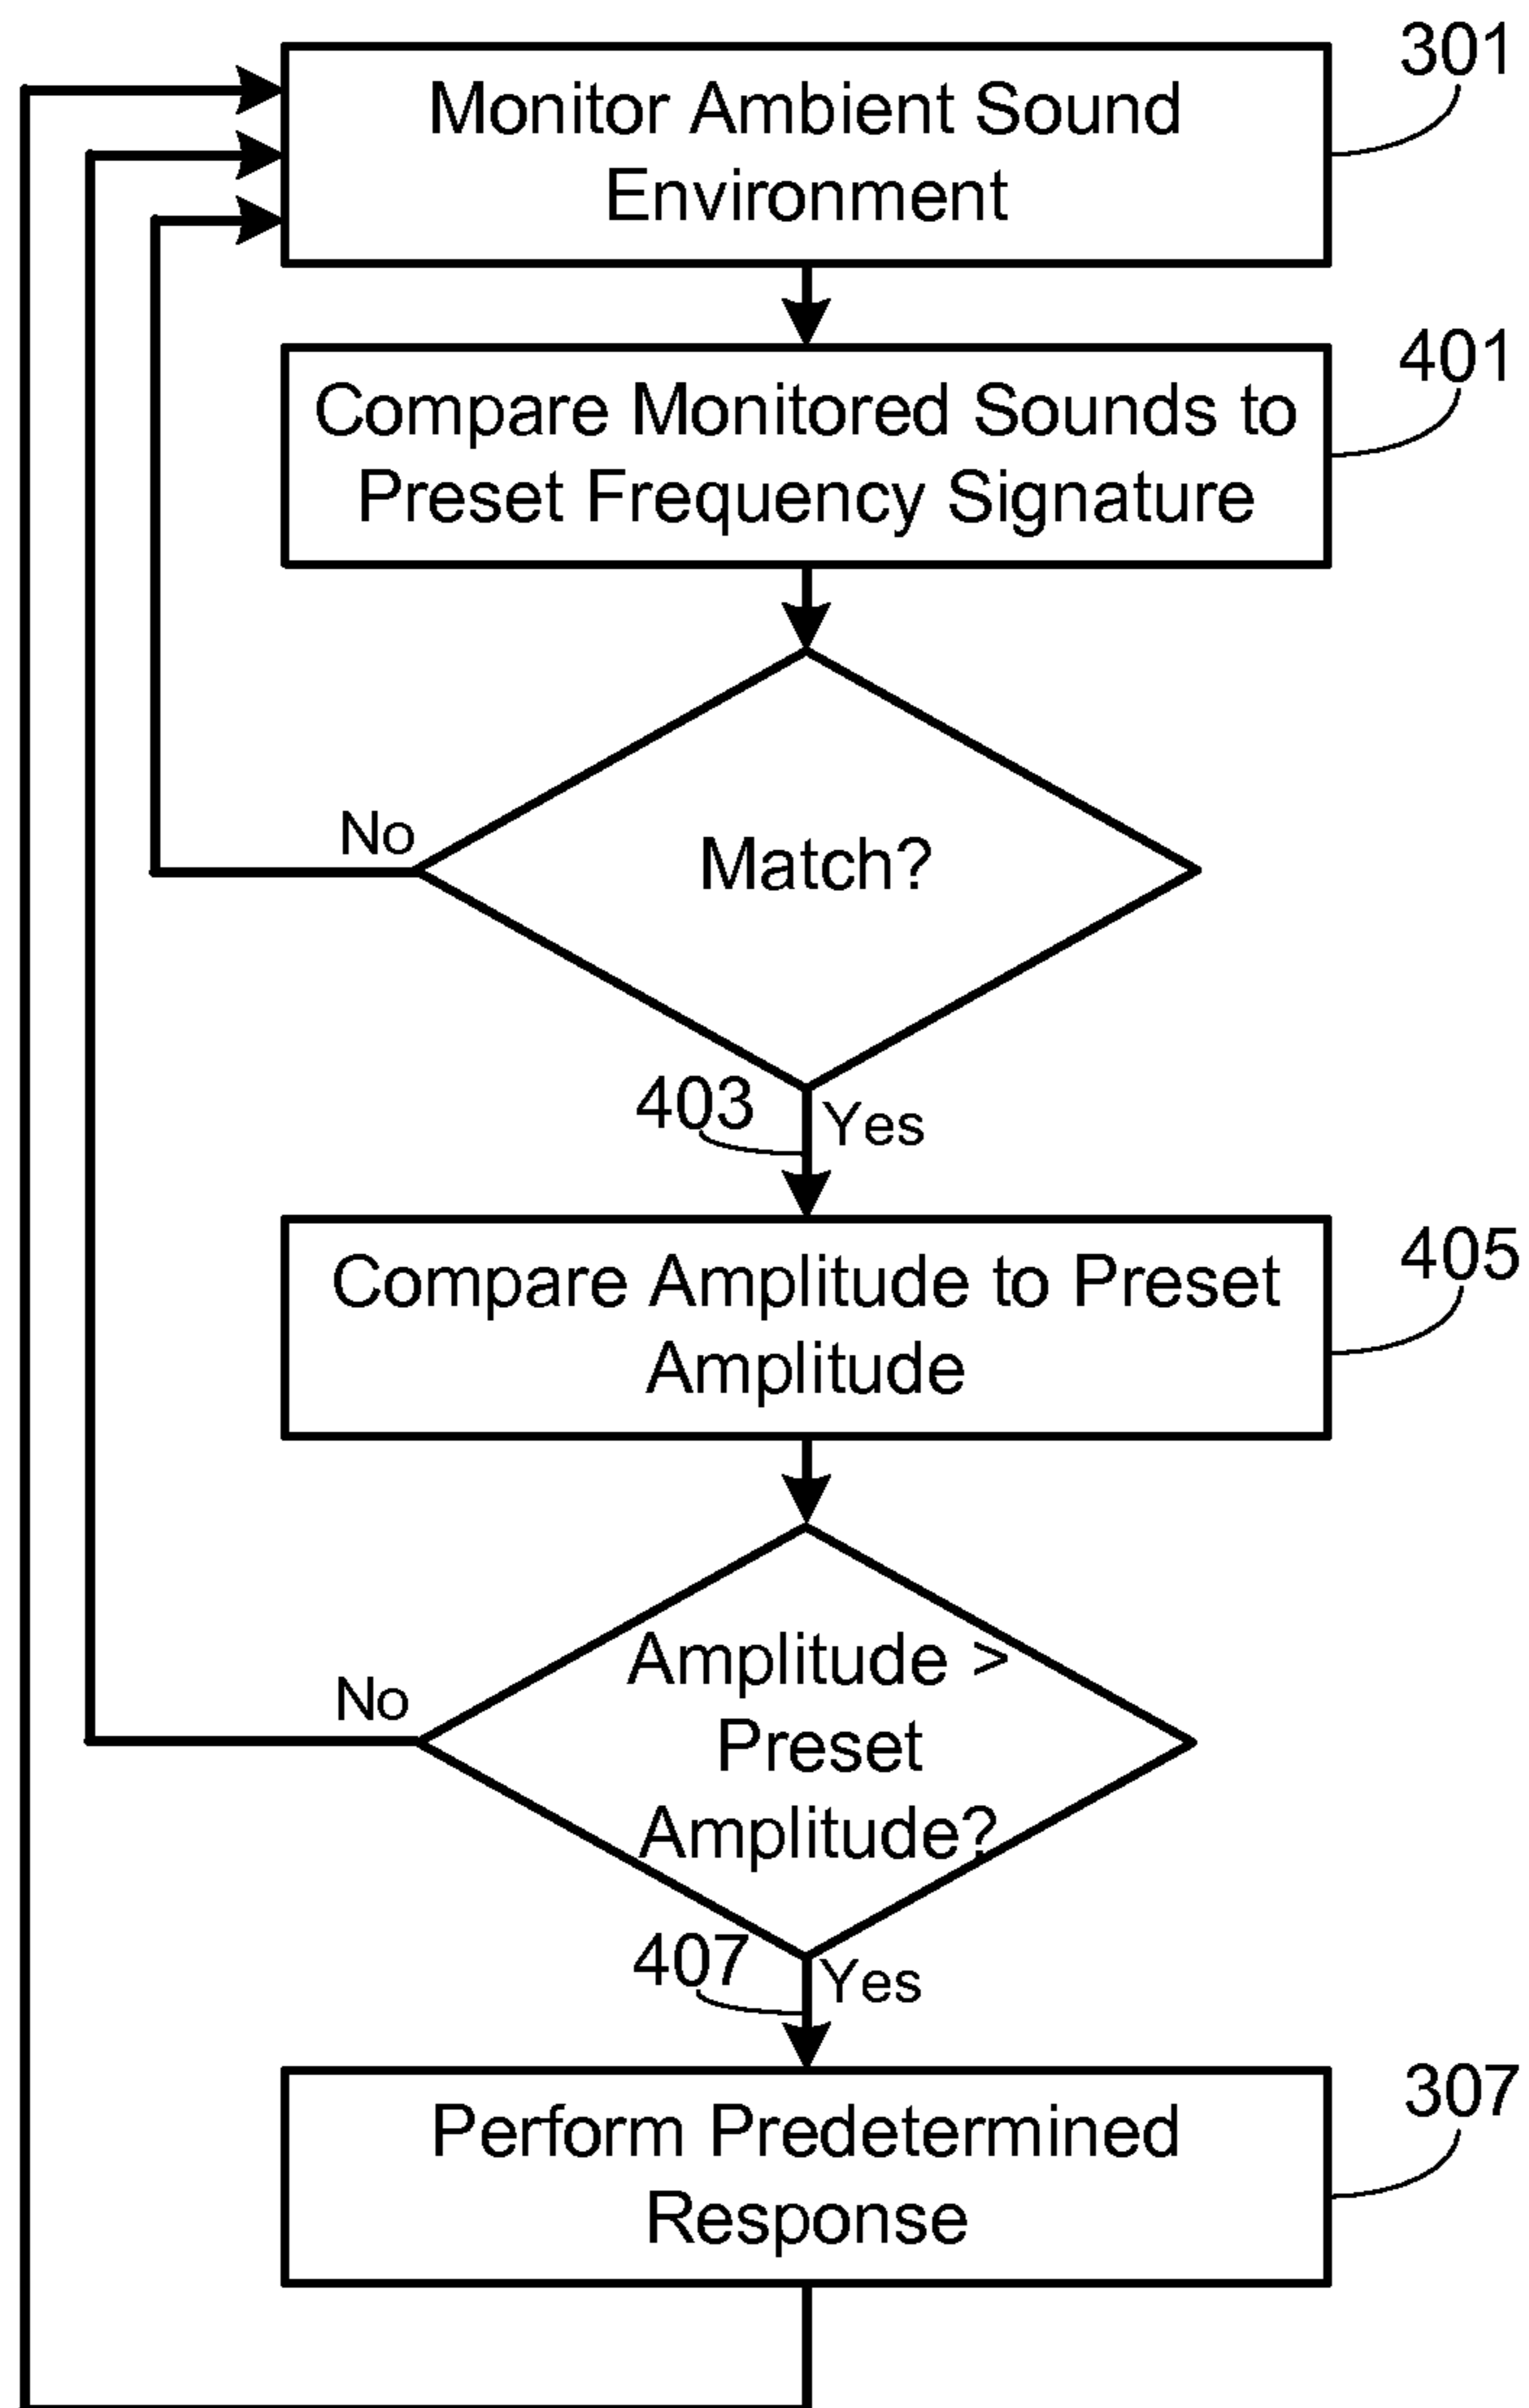 301
Monitor Ambient Sound
Environment
401
Compare Monitored Sounds to
Preset Frequency Signature
Match?
No
403
Yes
405
Compare Amplitude to Preset
Amplitude
Amplitude >
Preset
Amplitude?
No
407
Yes
307
Perform Predetermined
Response